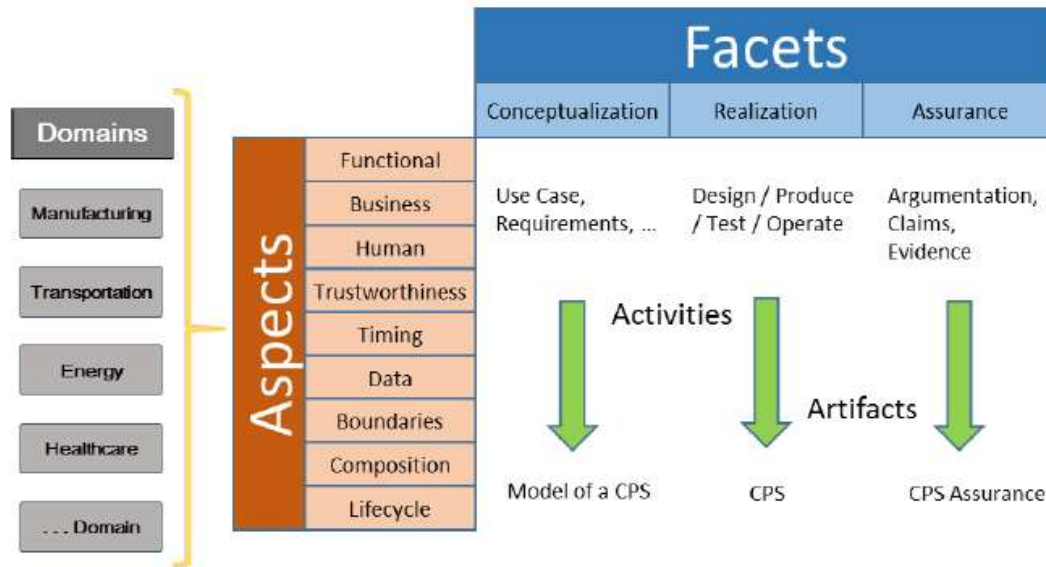 Facets
Conceptualization
Realization
Assurance
Domains
Manufacturing
Transportation
Energy
Healthcare
... Domain
Aspects
Functional
Business
Human
Trustworthiness
Timing
Data
Boundaries
Composition
Lifecycle
Use Case,
Requirements, ...
Design / Produce
/ Test / Operate
Argumentation,
Claims,
Evidence
Activities
Artifacts
Model of a CPS
CPS
CPS Assurance